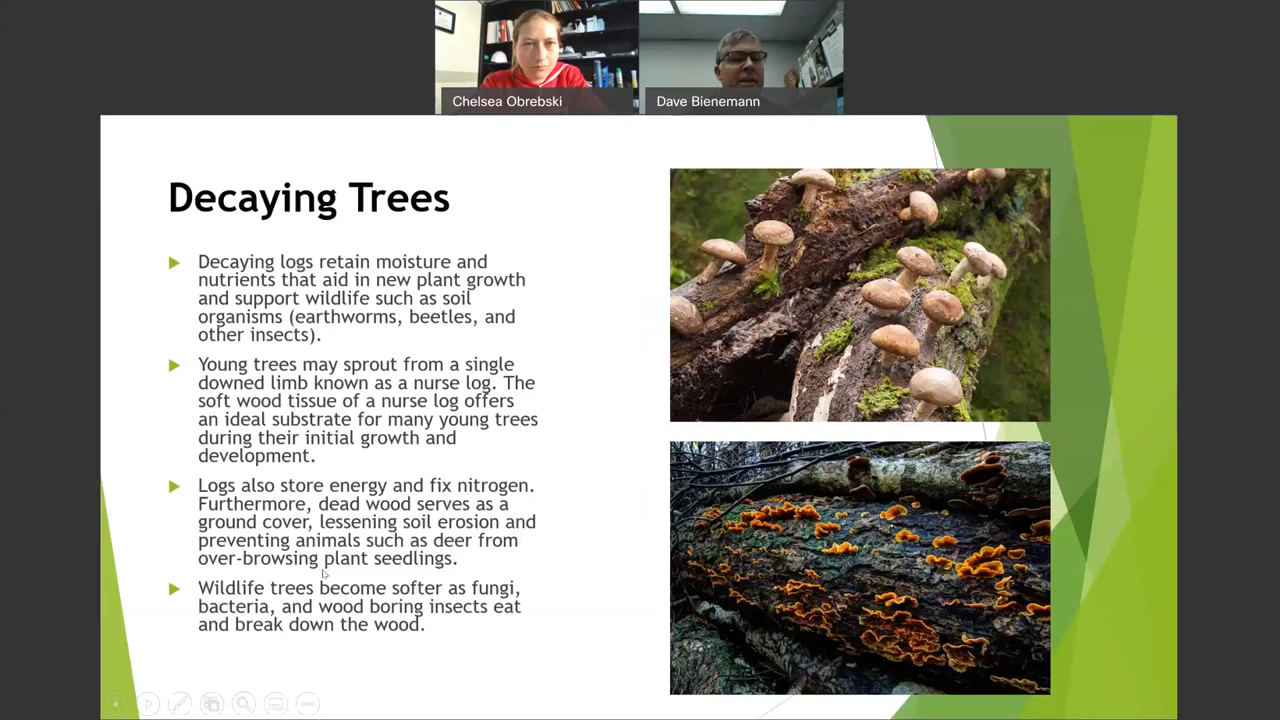 Chelsea Obrebski
Dave Bienemann
Decaying Trees
Decaying logs retain moisture and
nutrients that aid in new plant growth
and support wildlife such as soil
organisms (earthworms, beetles, and
other insects).
Young trees may sprout from a single
downed limb known as a nurse log. The
soft wood tissue of a nurse log offers
an ideal substrate for many young trees
during their initial growth and
development.
Logs also store energy and fix nitrogen.
Furthermore, dead wood serves as a
ground cover, lessening soil erosion and
preventing animals such as deer from
over-browsing plant seedlings.
Wildlife trees become softer as fungi,
bacteria, and wood boring insects eat
and break down the wood.